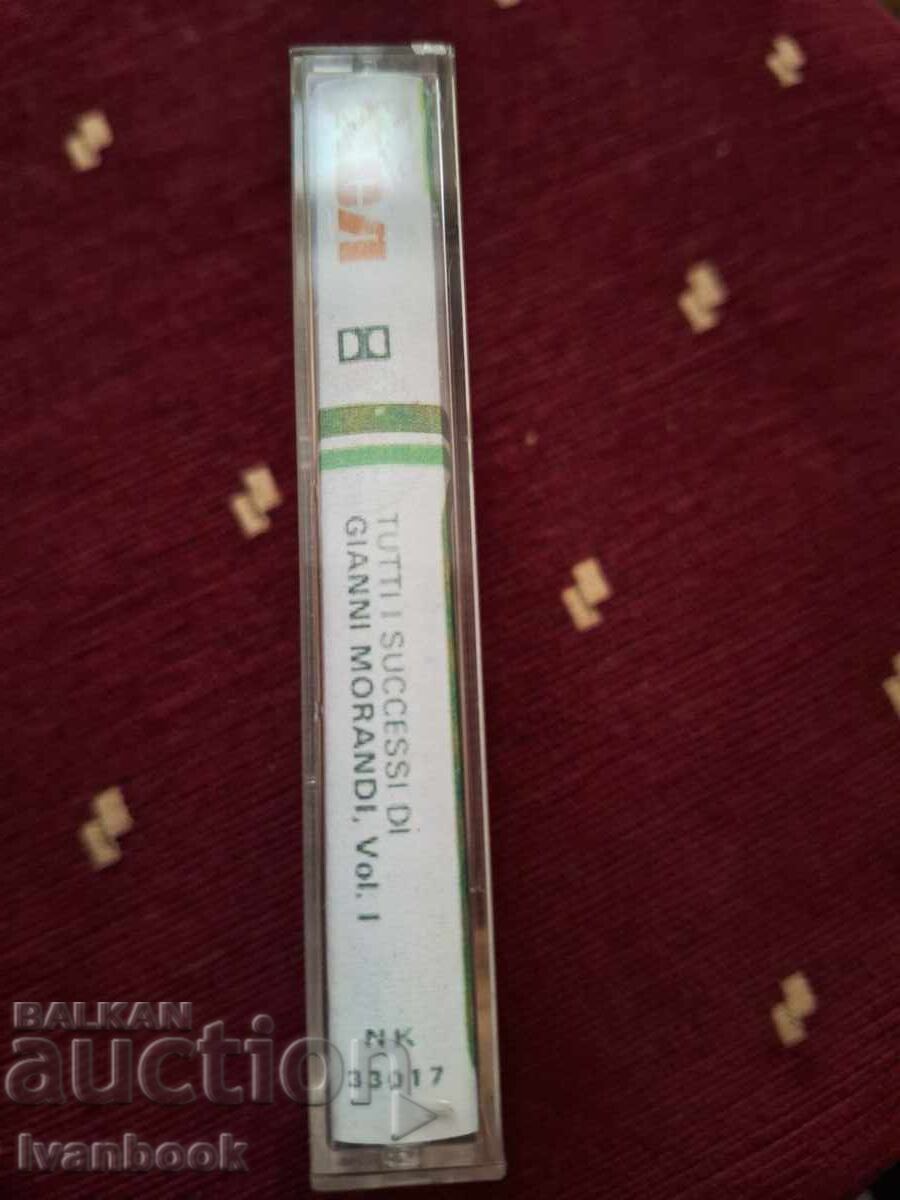 RCA
TUTTI I SUCCESSI DI
GIANNI MORANDI, Vol. I
NK
33017
BALKAN
auction
Ivanbook